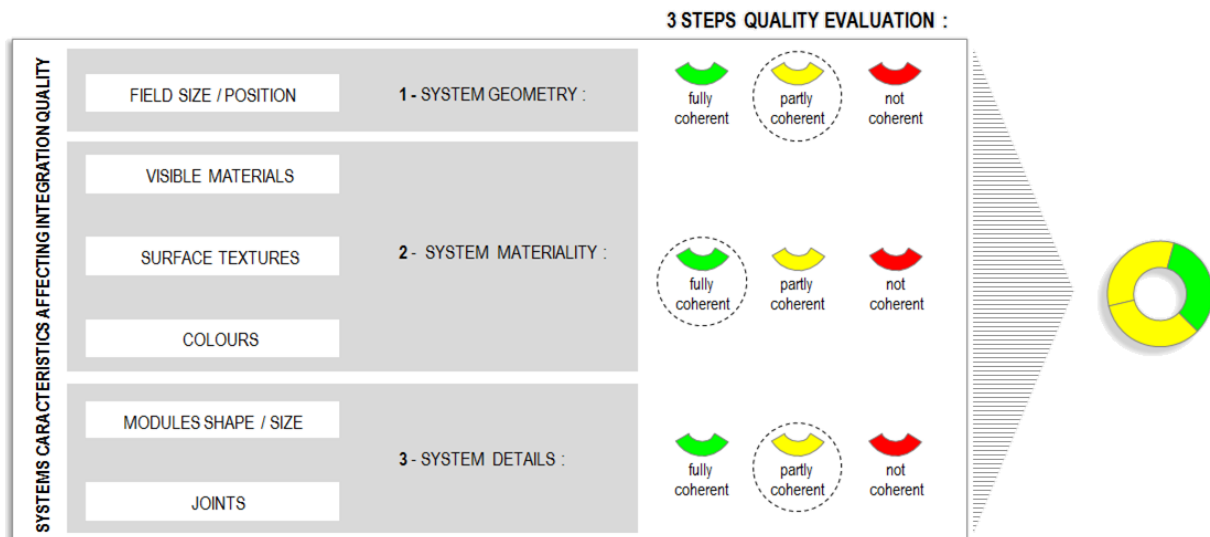 3 STEPS QUALITY EVALUATION :
SYSTEMS CARACTERISTICS AFFECTING INTEGRATION QUALITY
FIELD SIZE / POSITION
1 - SYSTEM GEOMETRY :
fully
coherent
partly
coherent
not
coherent
VISIBLE MATERIALS
SURFACE TEXTURES
COLOURS
2 - SYSTEM MATERIALITY :
fully
coherent
partly
coherent
not
coherent
MODULES SHAPE / SIZE
JOINTS
3 - SYSTEM DETAILS :
fully
coherent
partly
coherent
not
coherent